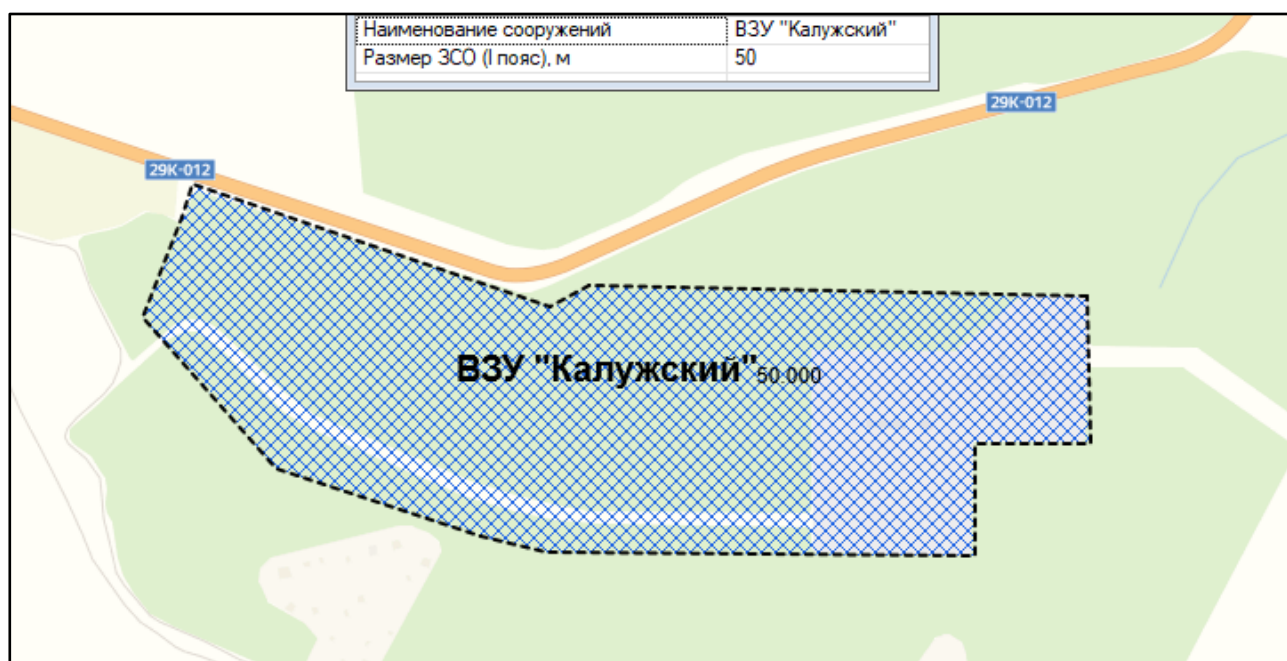 Наименование сооружений ВЗУ "Калужский"
Размер ЗСО (I пояс), м 50
29К-012
29К-012
ВЗУ "Калужский" 50.000